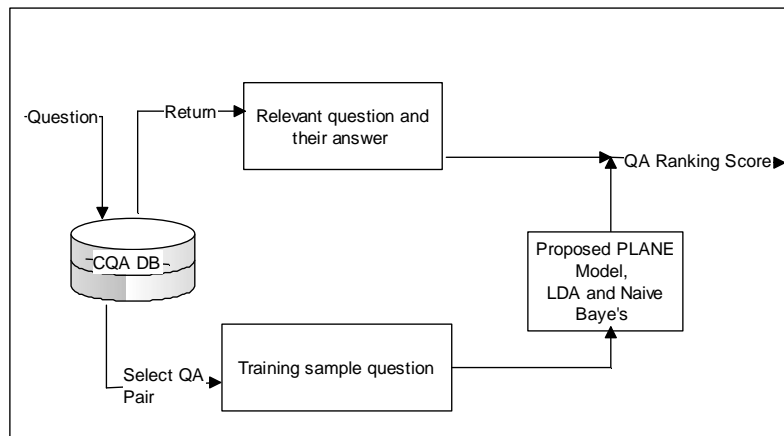 Question
Return
Relevant question and
their answer
QA Ranking Score
CQA DB
Proposed PLANE
Model,
LDA and Naive
Baye's
Select QA
Pair
Training sample question